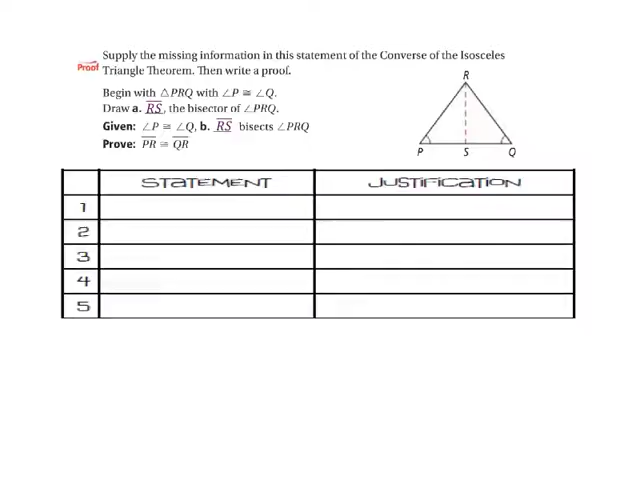 Supply the missing information in this statement of the Converse of the Isosceles
Proof Triangle Theorem. Then write a proof.
Begin with △PRQ with ∠P ≅ ∠Q.
Draw a. RS, the bisector of ∠PRQ.
Given: ∠P ≅ ∠Q, b. RS bisects ∠PRQ
Prove: PR ≅ QR
R
P S Q
STATEMENT JUSTIFICATION
1
2
3
4
5